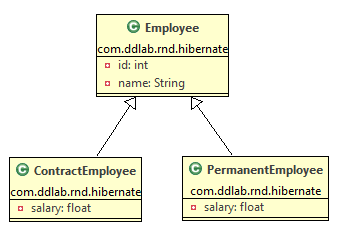 Employee
com.ddlab.rnd.hibernate
id: int
name: String
ContractEmployee
com.ddlab.rnd.hibernate
salary: float
PermanentEmployee
com.ddlab.rnd.hibernate
salary: float